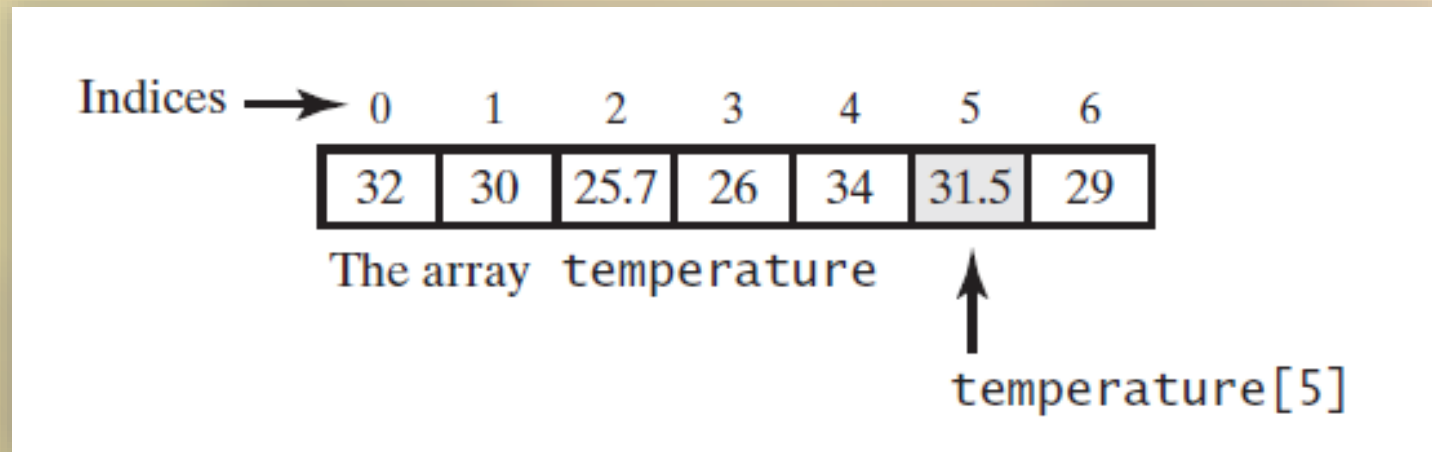 Indices 0 1 2 3 4 5 6
32 30 25.7 26 34 31.5 29
The array temperature
temperature[5]